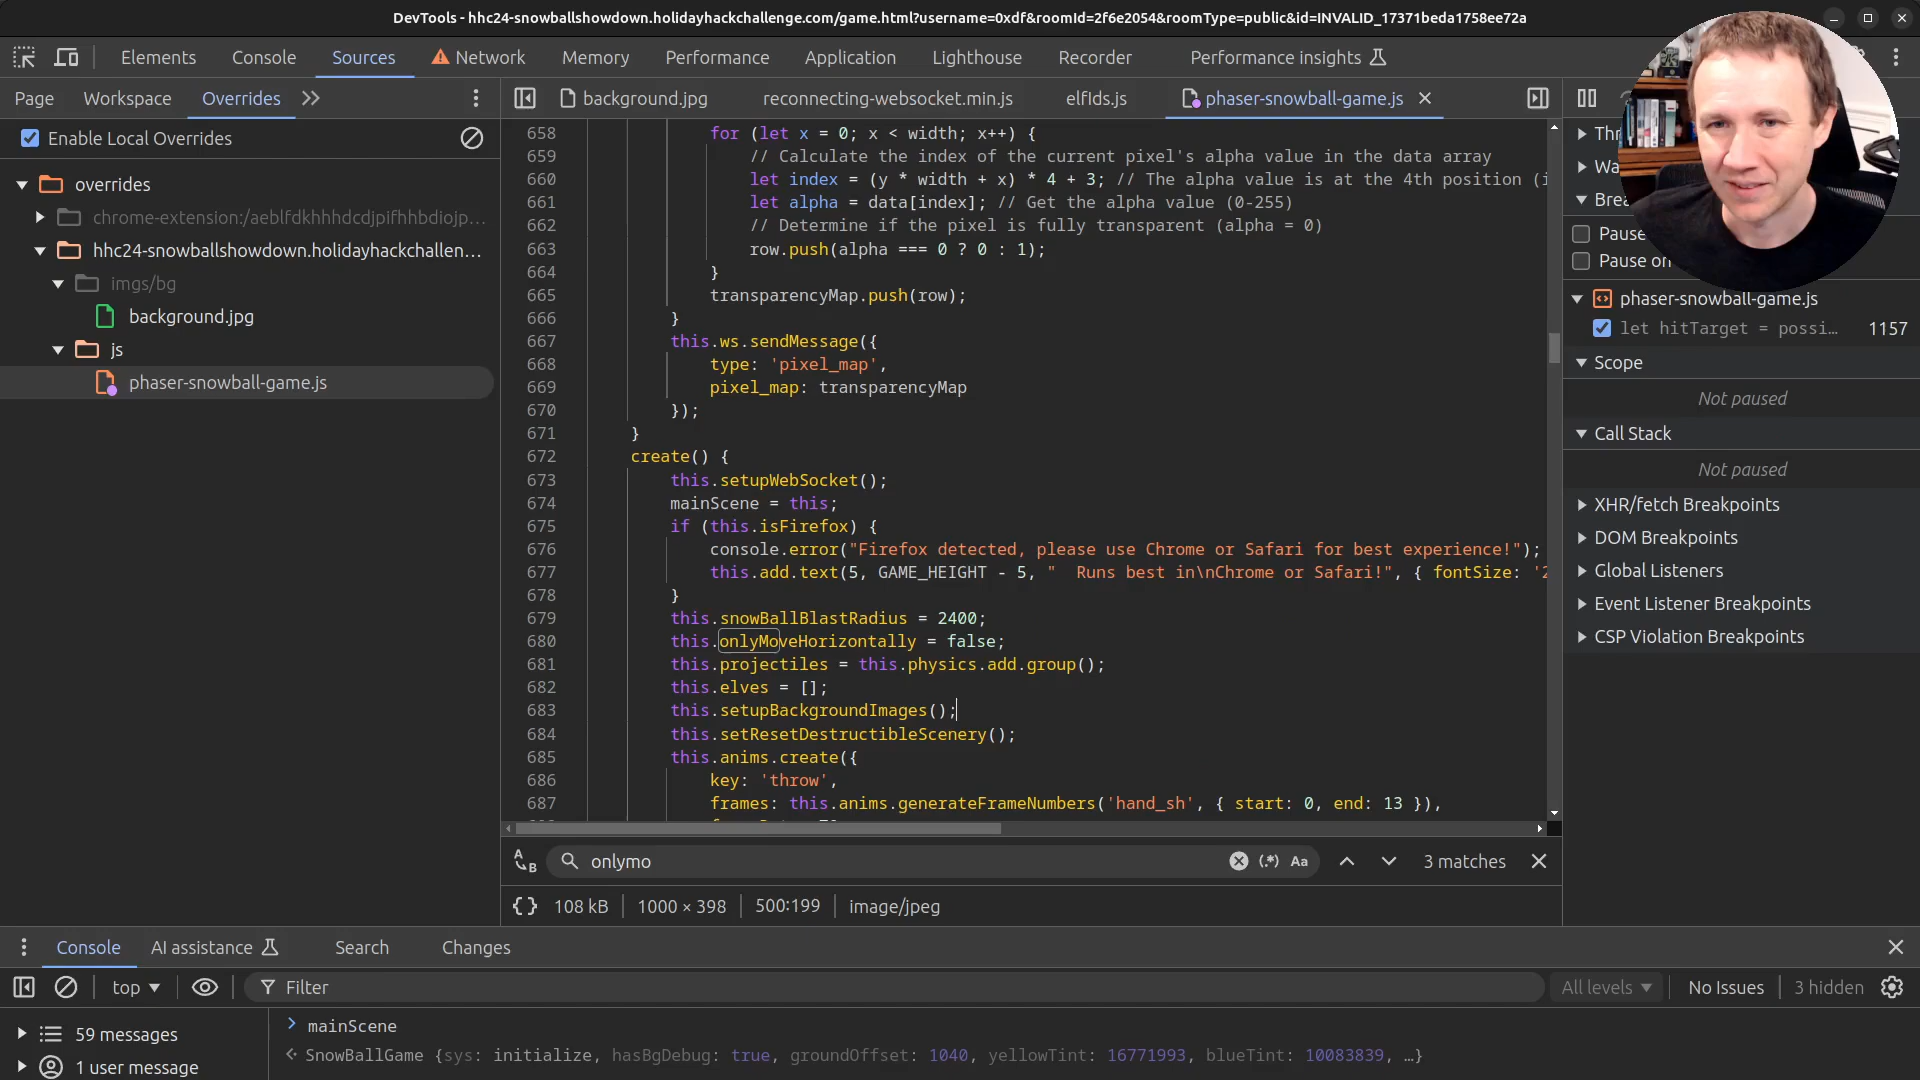 DevTools - hhc24-snowballshowdown.holidayhackchallenge.com/game.html?username=0xdf&roomId=2f6e2054&roomType=public&id=INVALID_17371beda1758ee72a
Elements Console Sources Network Memory Performance Application Lighthouse Recorder Performance insights
Page Workspace Overrides background.jpg reconnecting-websocket.min.js elfIds.js phaser-snowball-game.js
Enable Local Overrides
overrides
chrome-extension:/aeblfdkhhhdcdjpifhhbdiojp…
hhc24-snowballshowdown.holidayhackchallen…
imgs/bg
background.jpg
js
phaser-snowball-game.js
658 for (let x = 0; x < width; x++) {
659 // Calculate the index of the current pixel's alpha value in the data array
660 let index = (y * width + x) * 4 + 3; // The alpha value is at the 4th position (i
661 let alpha = data[index]; // Get the alpha value (0-255)
662 // Determine if the pixel is fully transparent (alpha = 0)
663 row.push(alpha === 0 ? 0 : 1);
664 }
665 transparencyMap.push(row);
666 }
667 this.ws.sendMessage({
668 type: 'pixel_map',
669 pixel_map: transparencyMap
670 });
671 }
672 create() {
673 this.setupWebSocket();
674 mainScene = this;
675 if (this.isFirefox) {
676 console.error("Firefox detected, please use Chrome or Safari for best experience!");
677 this.add.text(5, GAME_HEIGHT - 5, "  Runs best in\nChrome or Safari!", { fontSize: '2
678 }
679 this.snowBallBlastRadius = 2400;
680 this.onlyMoveHorizontally = false;
681 this.projectiles = this.physics.add.group();
682 this.elves = [];
683 this.setupBackgroundImages();
684 this.setResetDestructibleScenery();
685 this.anims.create({
686 key: 'throw',
687 frames: this.anims.generateFrameNumbers('hand_sh', { start: 0, end: 13 }),
onlymo 3 matches
{} 108 kB 1000 × 398 500:199 image/jpeg
Thr
Wa
Brea
Pause
Pause on
phaser-snowball-game.js
let hitTarget = possi… 1157
Scope
Not paused
Call Stack
Not paused
XHR/fetch Breakpoints
DOM Breakpoints
Global Listeners
Event Listener Breakpoints
CSP Violation Breakpoints
Console AI assistance Search Changes
top Filter All levels No Issues 3 hidden
59 messages
1 user message
mainScene
SnowBallGame {sys: initialize, hasBgDebug: true, groundOffset: 1040, yellowTint: 16771993, blueTint: 10083839, …}